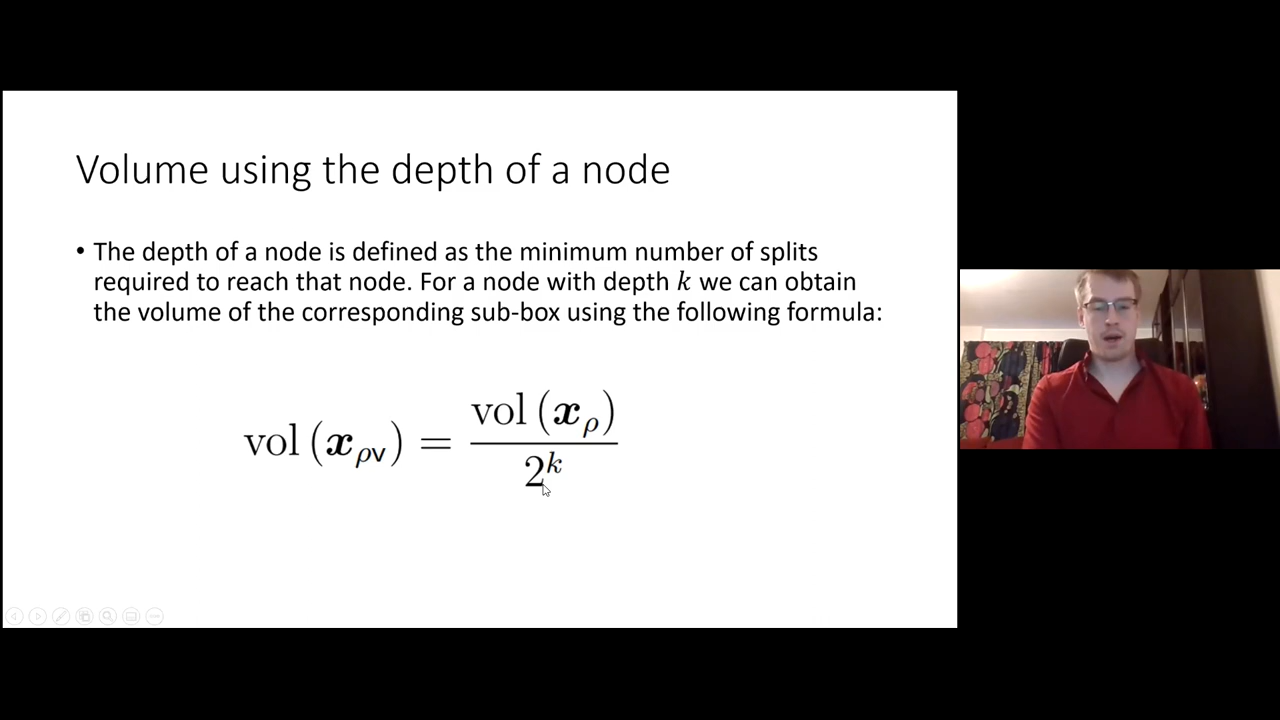 Volume using the depth of a node
• The depth of a node is defined as the minimum number of splits
required to reach that node. For a node with depth k we can obtain
the volume of the corresponding sub-box using the following formula:
vol (x_ρv) = vol (x_ρ) / 2^k